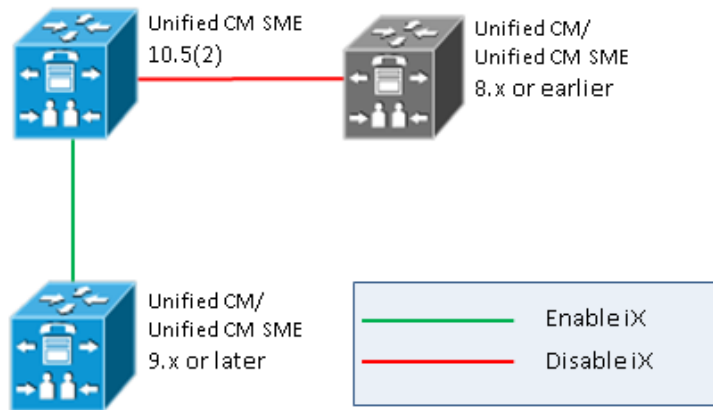 Unified CM SME
10.5(2)
Unified CM/
Unified CM SME
8.x or earlier
Unified CM/
Unified CM SME
9.x or later
Enable iX
Disable iX